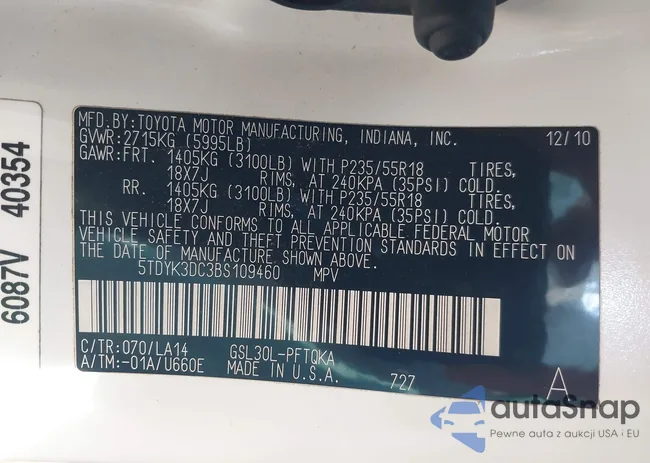 MFD.BY:TOYOTA MOTOR MANUFACTURING, INDIANA, INC. 12/10
GVWR:2715KG (5995LB)
GAWR:FRT. 1405KG (3100LB) WITH P235/55R18 TIRES,
18X7J RIMS, AT 240KPA (35PSI) COLD.
RR. 1405KG (3100LB) WITH P235/55R18 TIRES,
18X7J RIMS, AT 240KPA (35PSI) COLD.
THIS VEHICLE CONFORMS TO ALL APPLICABLE FEDERAL MOTOR
VEHICLE SAFETY AND THEFT PREVENTION STANDARDS IN EFFECT ON
THE DATE OF MANUFACTURE SHOWN ABOVE.
5TDYK3DC3BS109460 MPV
C/TR:070/LA14 GSL30L-PFTQKA
A/TM:-01A/U660E MADE IN U.S.A. 727 A
6087V 40354
autaSnap
Pewne auta z aukcji USA i EU